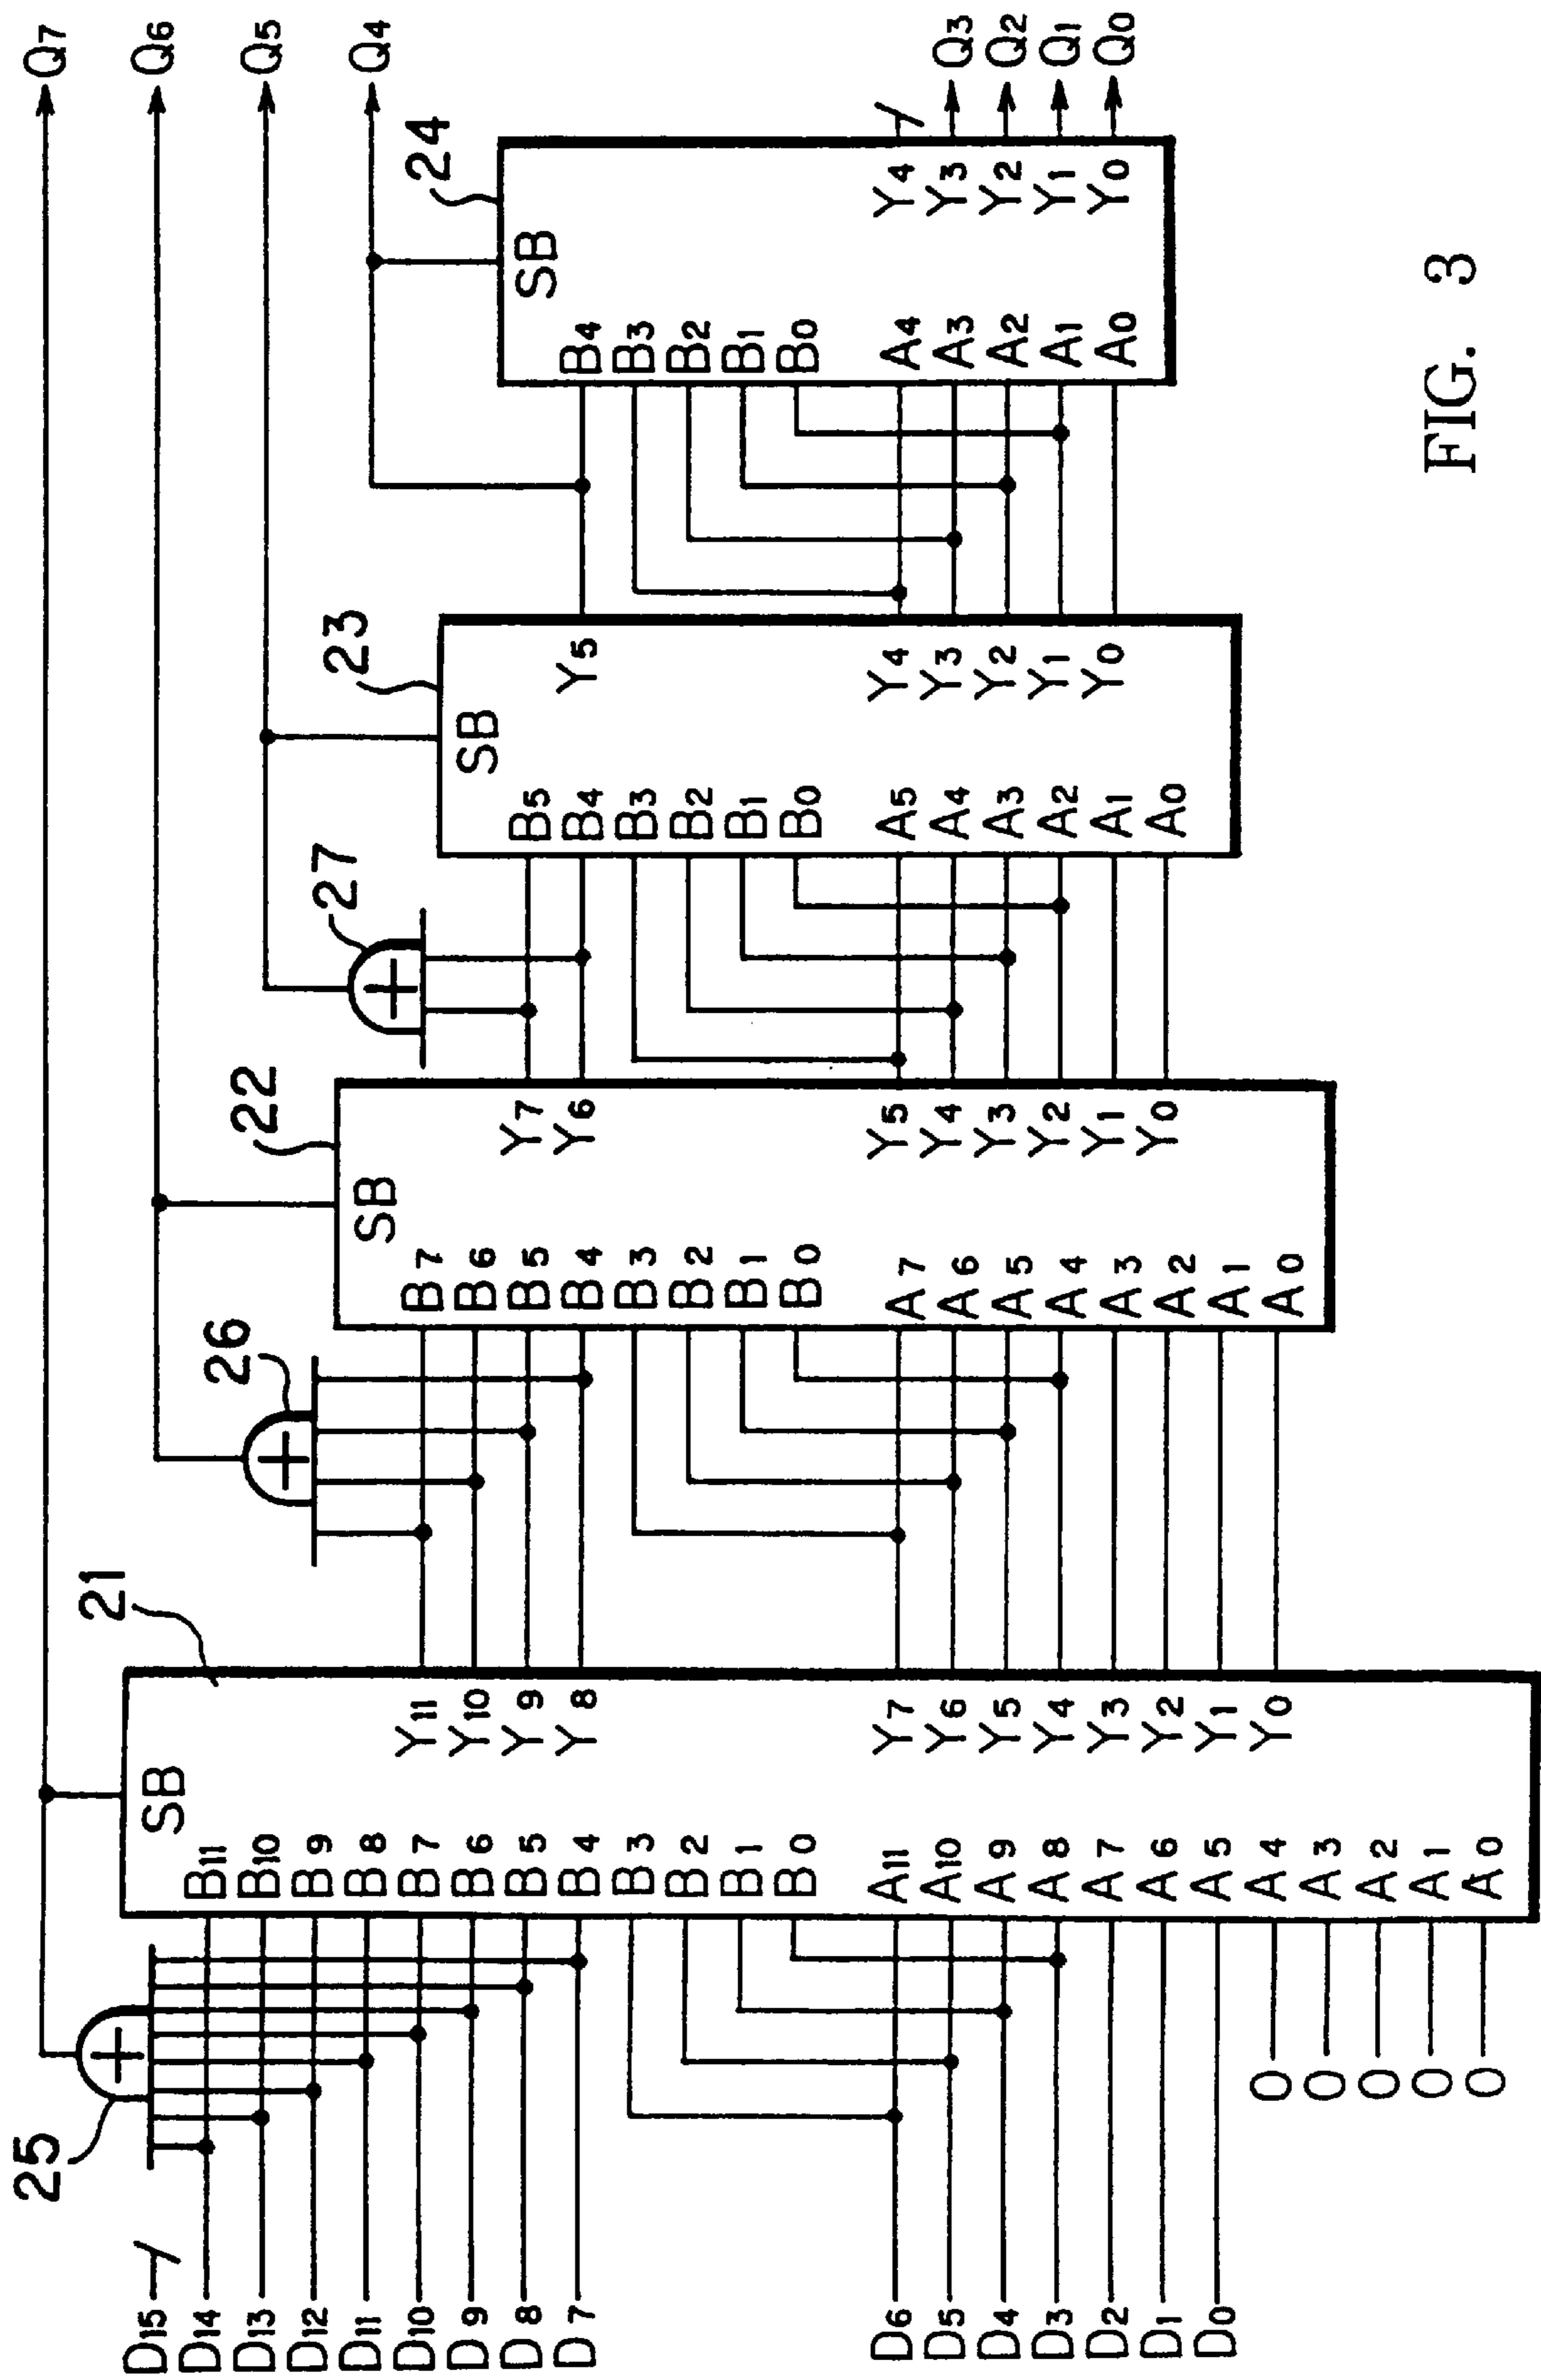 Q7
Q6
Q5
Q4
Q3
Q2
Q1
Q0
25
D15
D14
D13
D12
D11
D10
D9
D8
D7
D6
D5
D4
D3
D2
D1
D0
0
0
0
0
0
21
SB
B11
B10
B9
B8
B7
B6
B5
B4
B3
B2
B1
B0
A11
A10
A9
A8
A7
A6
A5
A4
A3
A2
A1
A0
Y11
Y10
Y9
Y8
Y7
Y6
Y5
Y4
Y3
Y2
Y1
Y0
26
22
SB
B7
B6
B5
B4
B3
B2
B1
B0
A7
A6
A5
A4
A3
A2
A1
A0
Y7
Y6
Y5
Y4
Y3
Y2
Y1
Y0
27
23
SB
B5
B4
B3
B2
B1
B0
A5
A4
A3
A2
A1
A0
Y5
Y4
Y3
Y2
Y1
Y0
24
SB
B4
B3
B2
B1
B0
A4
A3
A2
A1
A0
Y4
Y3
Y2
Y1
Y0
FIG. 3